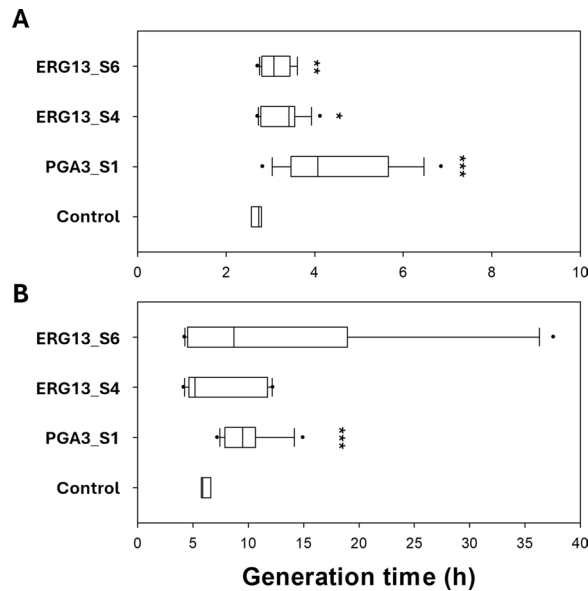 A
ERG13_S6
**
ERG13_S4
*
PGA3_S1
***
Control
0 2 4 6 8 10
B
ERG13_S6
ERG13_S4
PGA3_S1
***
Control
0 5 10 15 20 25 30 35 40
Generation time (h)